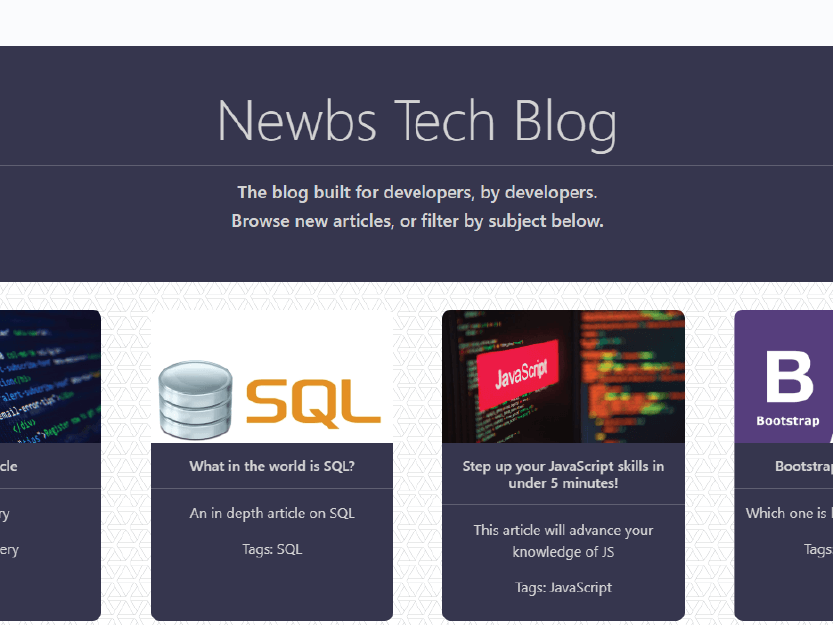 Newbs Tech Blog
The blog built for developers, by developers.
Browse new articles, or filter by subject below.
SQL
JavaScript
B
Bootstrap
cle
What in the world is SQL?
Step up your JavaScript skills in
under 5 minutes!
Bootstrap
ry
An in depth article on SQL
This article will advance your
knowledge of JS
Which one is
ery
Tags: SQL
Tags: JavaScript
Tags: